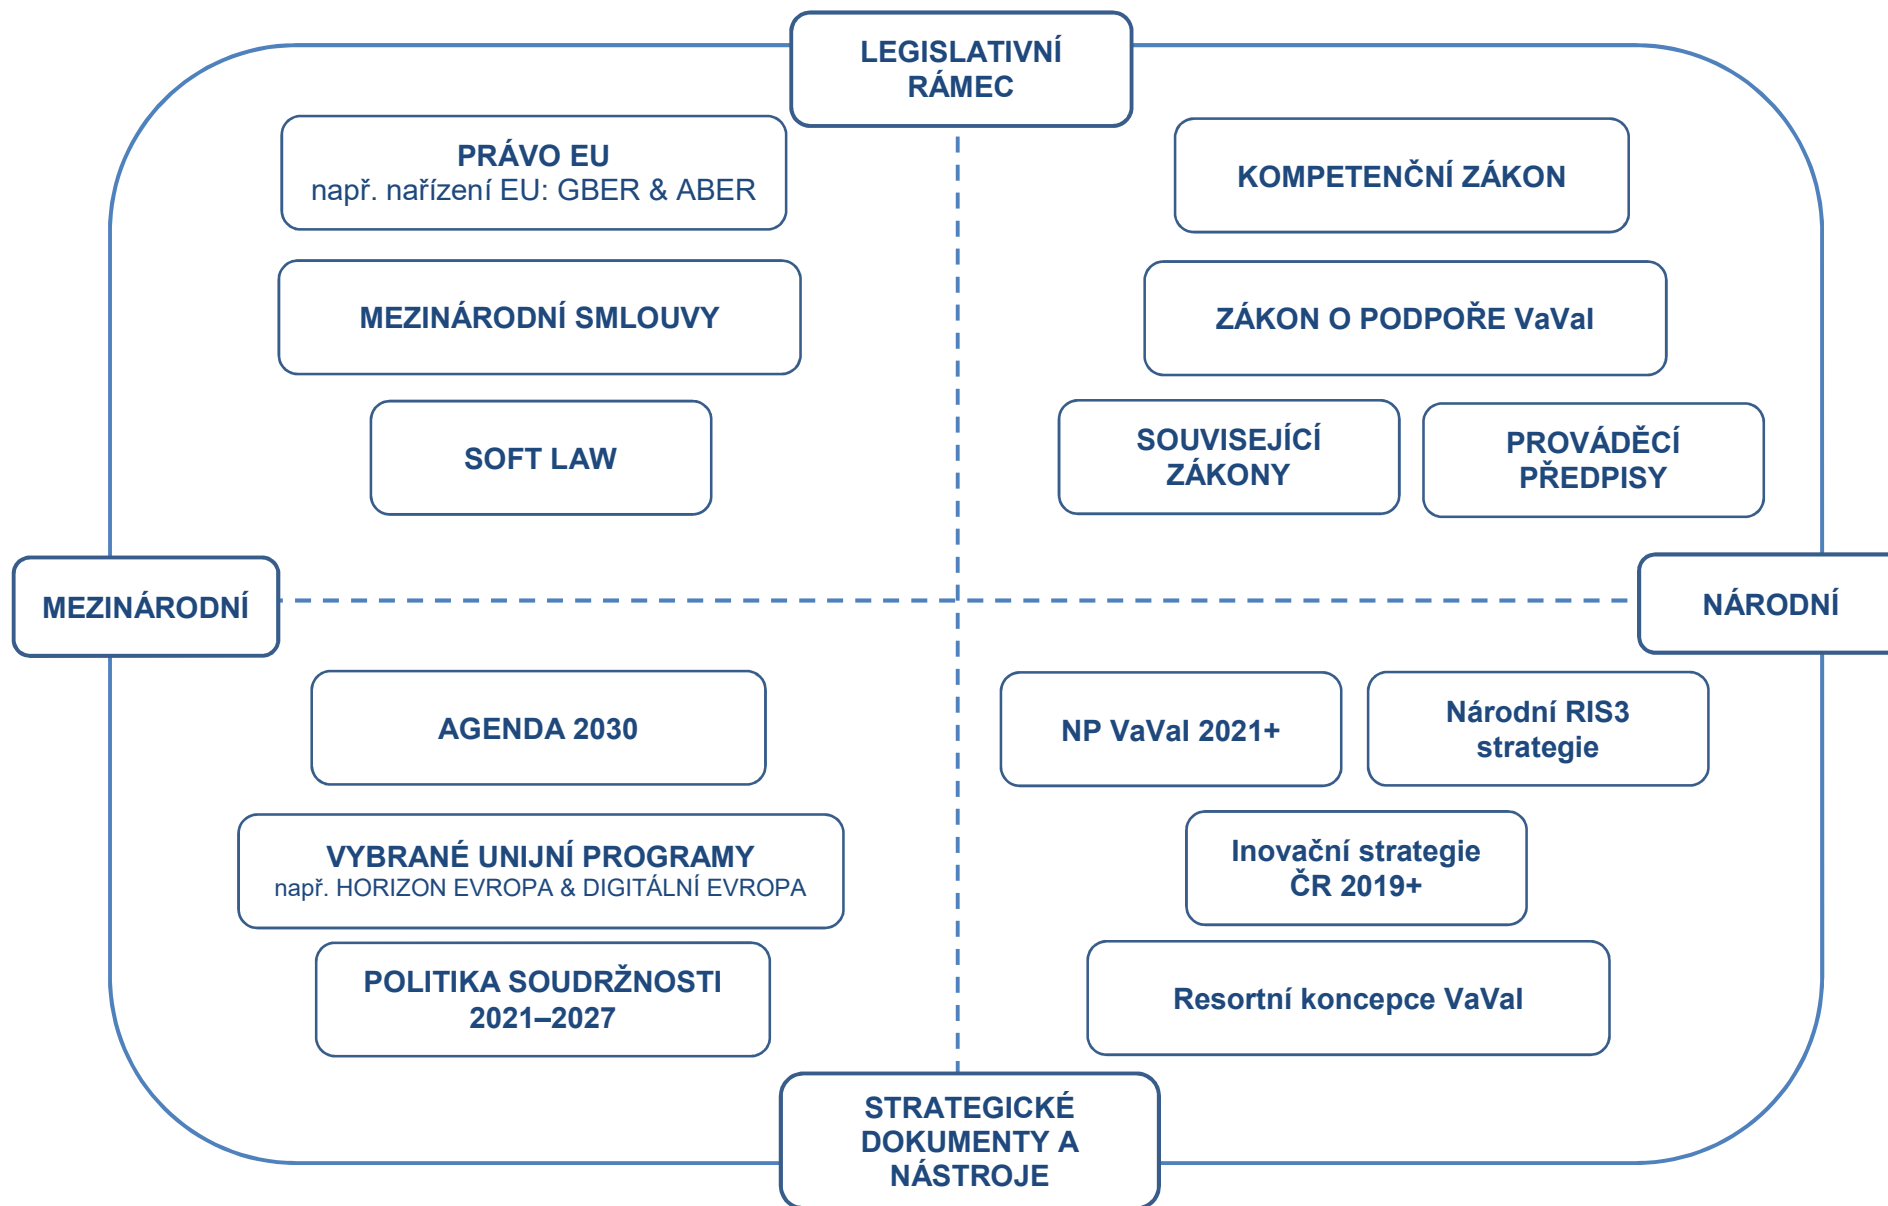 LEGISLATIVNÍ
RÁMEC
PRÁVO EU
např. nařízení EU: GBER & ABER
KOMPETENČNÍ ZÁKON
MEZINÁRODNÍ SMLOUVY
ZÁKON O PODPOŘE VaVaI
SOFT LAW
SOUVISEJÍCÍ
ZÁKONY
PROVÁDĚCÍ
PŘEDPISY
MEZINÁRODNÍ
NÁRODNÍ
AGENDA 2030
NP VaVaI 2021+
Národní RIS3
strategie
VYBRANÉ UNIJNÍ PROGRAMY
např. HORIZON EVROPA & DIGITÁLNÍ EVROPA
Inovační strategie
ČR 2019+
POLITIKA SOUDRŽNOSTI
2021–2027
Resortní koncepce VaVaI
STRATEGICKÉ
DOKUMENTY A
NÁSTROJE